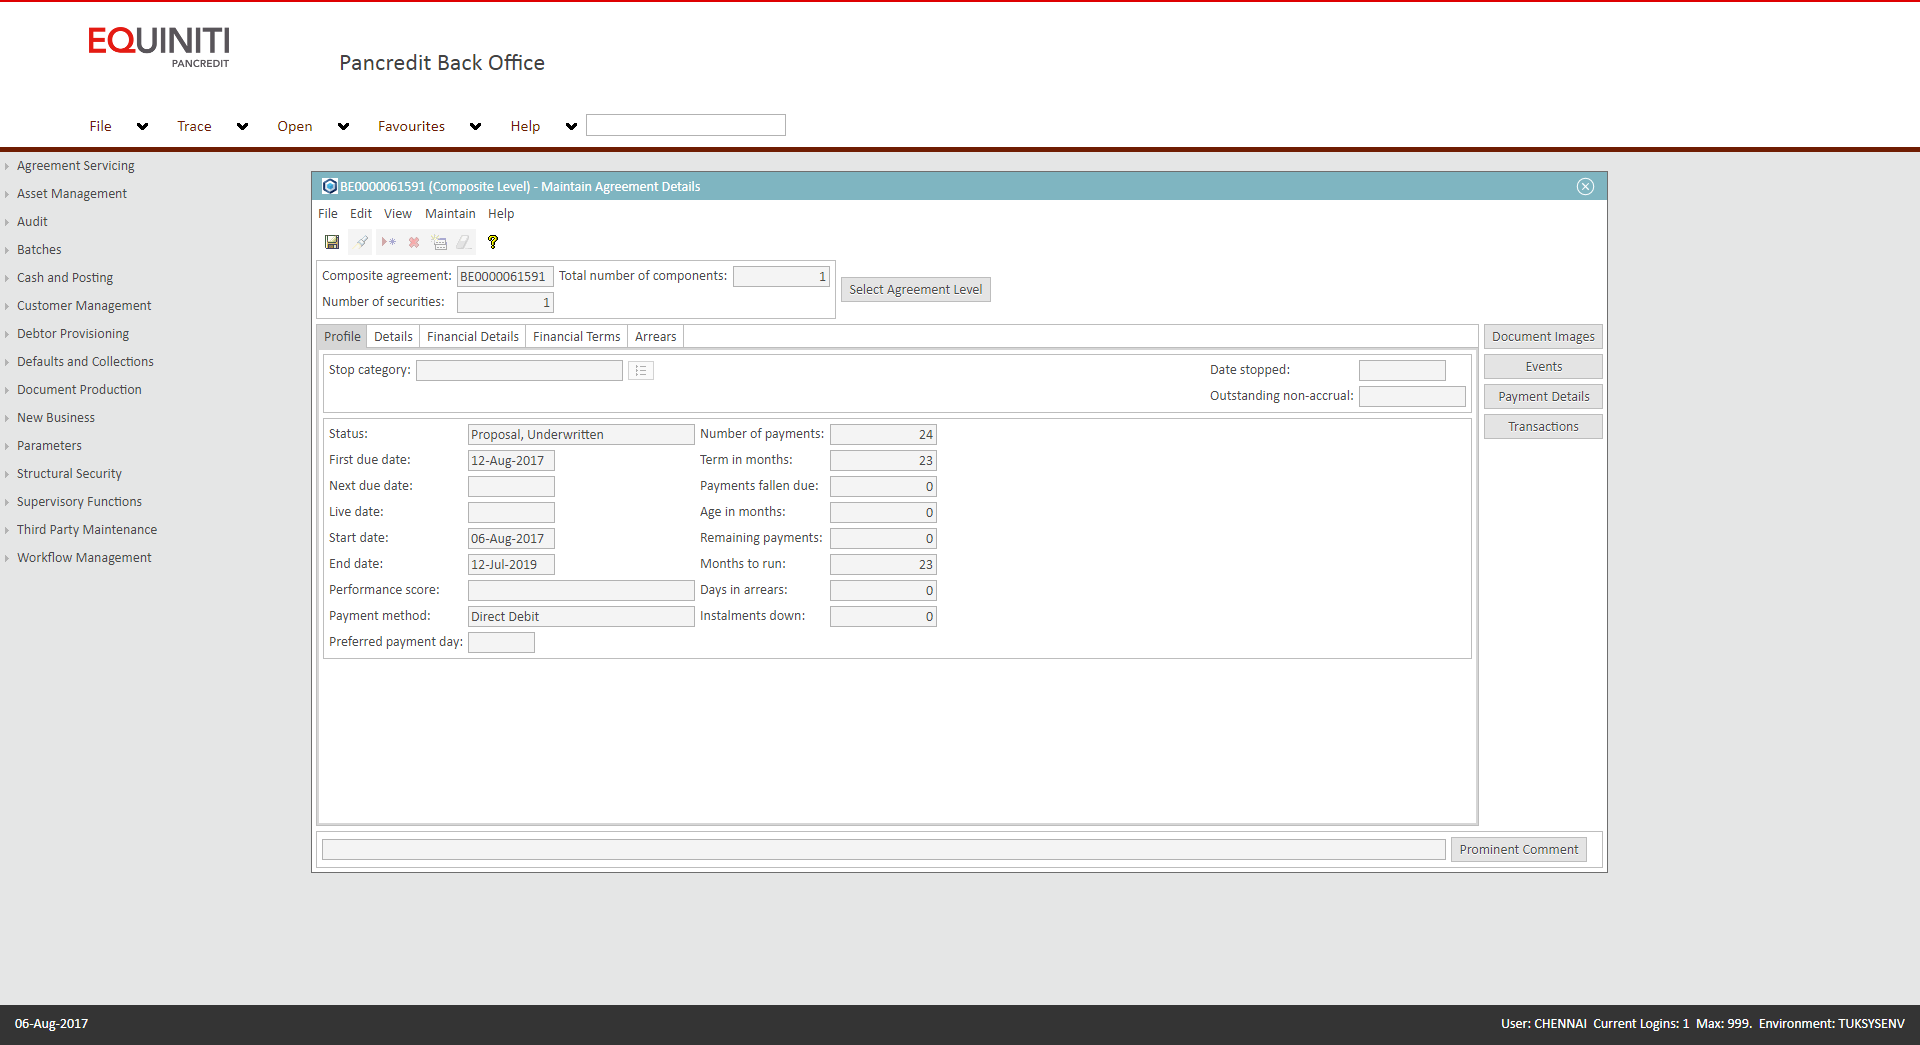 EQUINITI
PANCREDIT
Pancredit Back Office
File Trace Open Favourites Help
Agreement Servicing
Asset Management
Audit
Batches
Cash and Posting
Customer Management
Debtor Provisioning
Defaults and Collections
Document Production
New Business
Parameters
Structural Security
Supervisory Functions
Third Party Maintenance
Workflow Management
BE0000061591 (Composite Level) - Maintain Agreement Details
File Edit View Maintain Help
Composite agreement: BE0000061591 Total number of components: 1
Number of securities: 1
Select Agreement Level
Profile Details Financial Details Financial Terms Arrears
Stop category: Date stopped:
Outstanding non-accrual:
Status: Proposal, Underwritten Number of payments: 24
First due date: 12-Aug-2017 Term in months: 23
Next due date: Payments fallen due: 0
Live date: Age in months: 0
Start date: 06-Aug-2017 Remaining payments: 0
End date: 12-Jul-2019 Months to run: 23
Performance score: Days in arrears: 0
Payment method: Direct Debit Instalments down: 0
Preferred payment day:
Document Images
Events
Payment Details
Transactions
Prominent Comment
06-Aug-2017 User: CHENNAI Current Logins: 1 Max: 999. Environment: TUKSYSENV